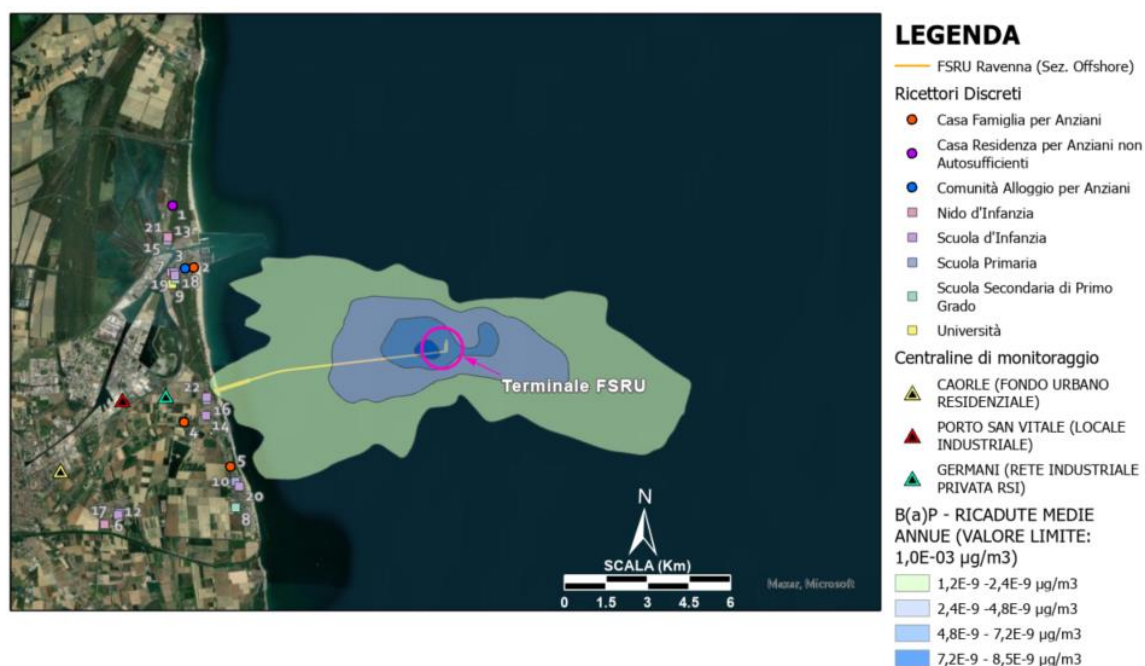 1
21
13
15
3
7
2
18
19
9
22
16
14
4
5
10
20
17
12
6
8
Terminale FSRU
N
SCALA (Km)
0 1.5 3 4.5 6
Maxar, Microsoft
LEGENDA
FSRU Ravenna (Sez. Offshore)
Ricettori Discreti
Casa Famiglia per Anziani
Casa Residenza per Anziani non
Autosufficienti
Comunità Alloggio per Anziani
Nido d'Infanzia
Scuola d'Infanzia
Scuola Primaria
Scuola Secondaria di Primo
Grado
Università
Centraline di monitoraggio
CAORLE (FONDO URBANO
RESIDENZIALE)
PORTO SAN VITALE (LOCALE
INDUSTRIALE)
GERMANI (RETE INDUSTRIALE
PRIVATA RSI)
B(a)P - RICADUTE MEDIE
ANNUE (VALORE LIMITE:
1,0E-03 µg/m3)
1,2E-9 -2,4E-9 µg/m3
2,4E-9 -4,8E-9 µg/m3
4,8E-9 - 7,2E-9 µg/m3
7,2E-9 - 8,5E-9 µg/m3